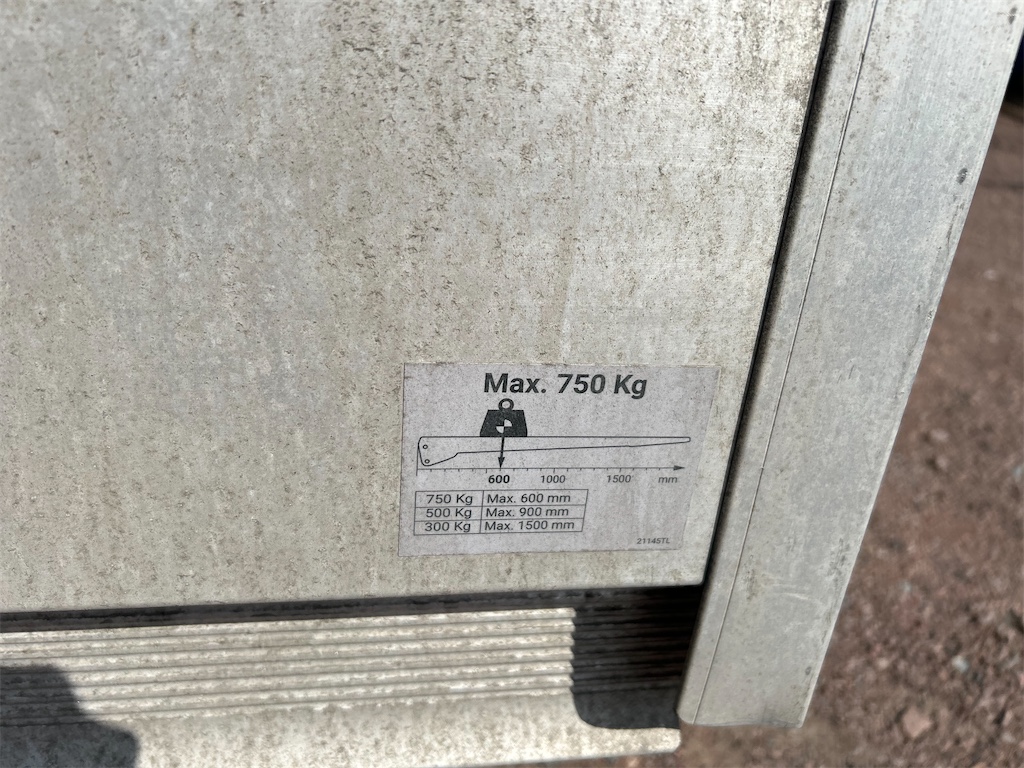 Max. 750 Kg
600 1000 1500 mm
750 Kg Max. 600 mm
500 Kg Max. 900 mm
300 Kg Max. 1500 mm
21145TL